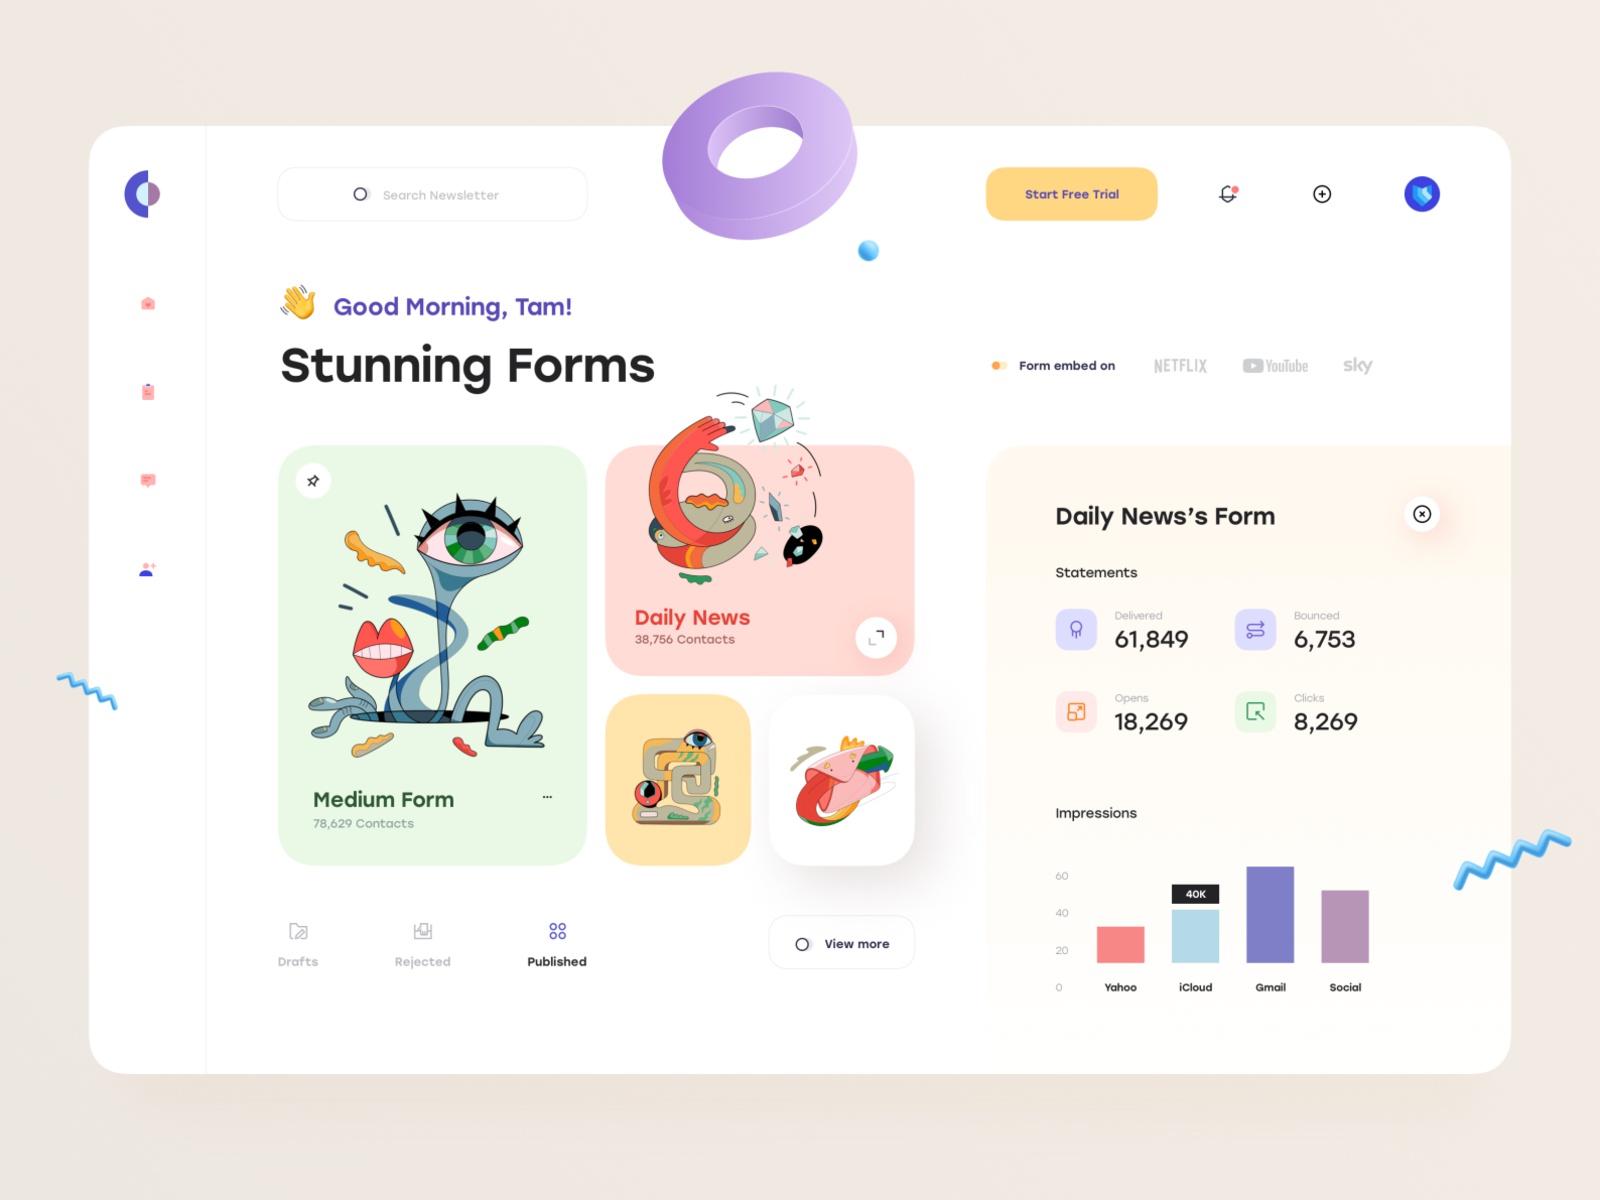 Search Newsletter
Start Free Trial
Good Morning, Tam!
Stunning Forms
Form embed on
NETFLIX
YouTube
sky
Daily News
38,756 Contacts
Medium Form
78,629 Contacts
Drafts
Rejected
Published
View more
Daily News’s Form
Statements
Delivered
61,849
Bounced
6,753
Opens
18,269
Clicks
8,269
Impressions
60
40
20
0
40K
Yahoo
iCloud
Gmail
Social